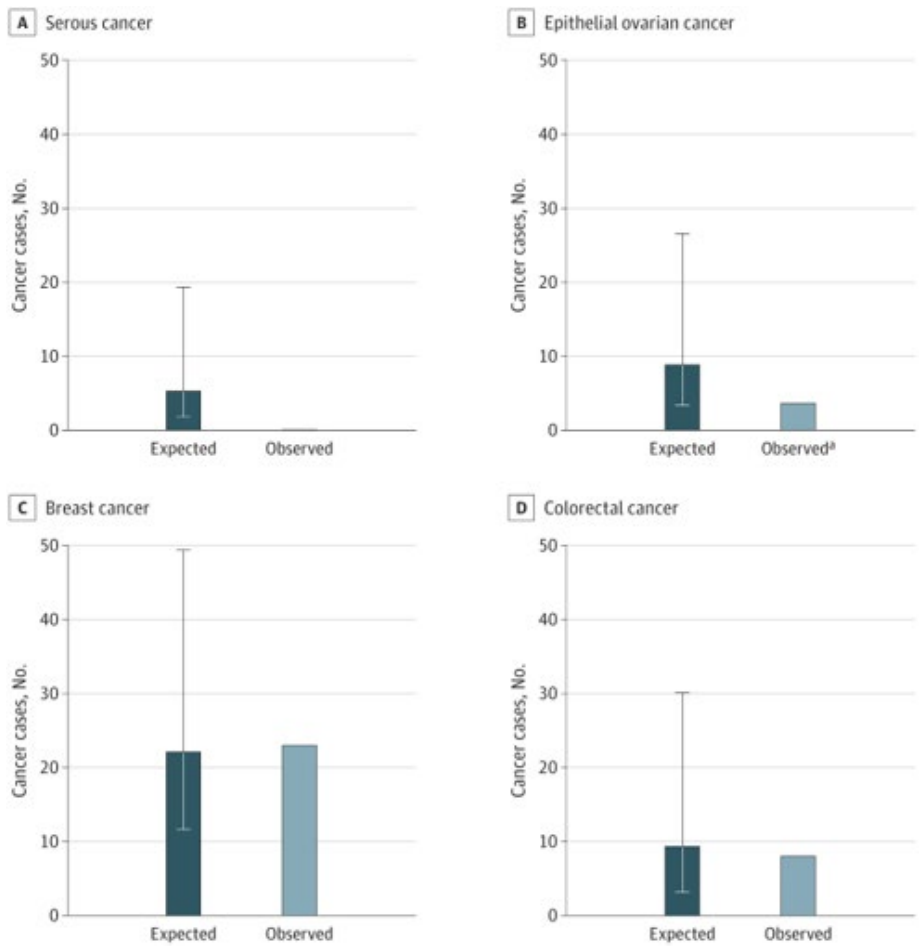 A Serous cancer
50
40
30
20
10
0
Cancer cases, No.
Expected Observed
B Epithelial ovarian cancer
50
40
30
20
10
0
Cancer cases, No.
Expected Observedᵃ
C Breast cancer
50
40
30
20
10
0
Cancer cases, No.
Expected Observed
D Colorectal cancer
50
40
30
20
10
0
Cancer cases, No.
Expected Observed